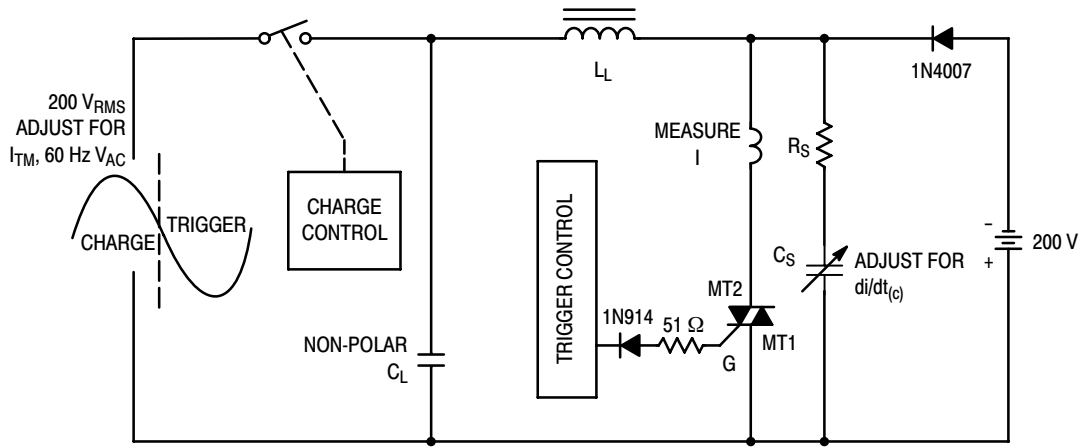 200 VRMS
ADJUST FOR
ITM, 60 Hz VAC
CHARGE
TRIGGER
CHARGE
CONTROL
NON-POLAR
CL
LL
TRIGGER CONTROL
MEASURE
I
1N914
51 Ω
G
MT2
MT1
RS
CS
ADJUST FOR
di/dt(c)
1N4007
-
+
200 V